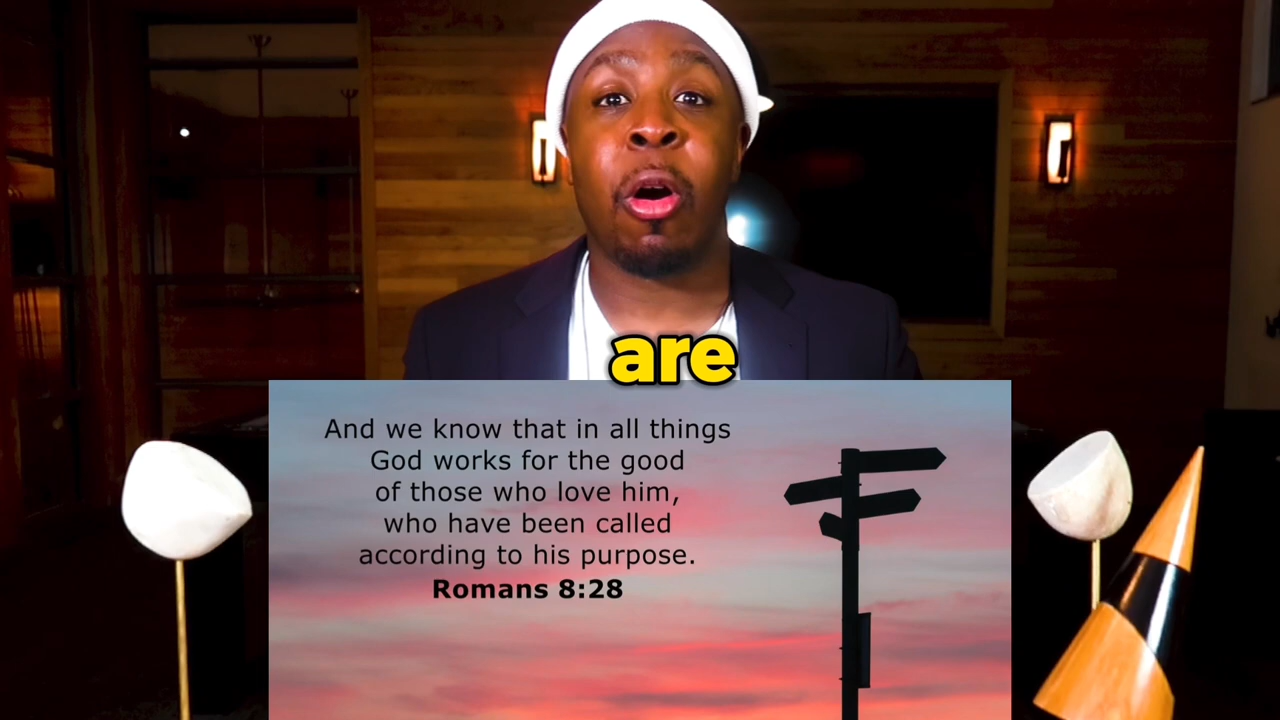 are
And we know that in all things
God works for the good
of those who love him,
who have been called
according to his purpose.
Romans 8:28